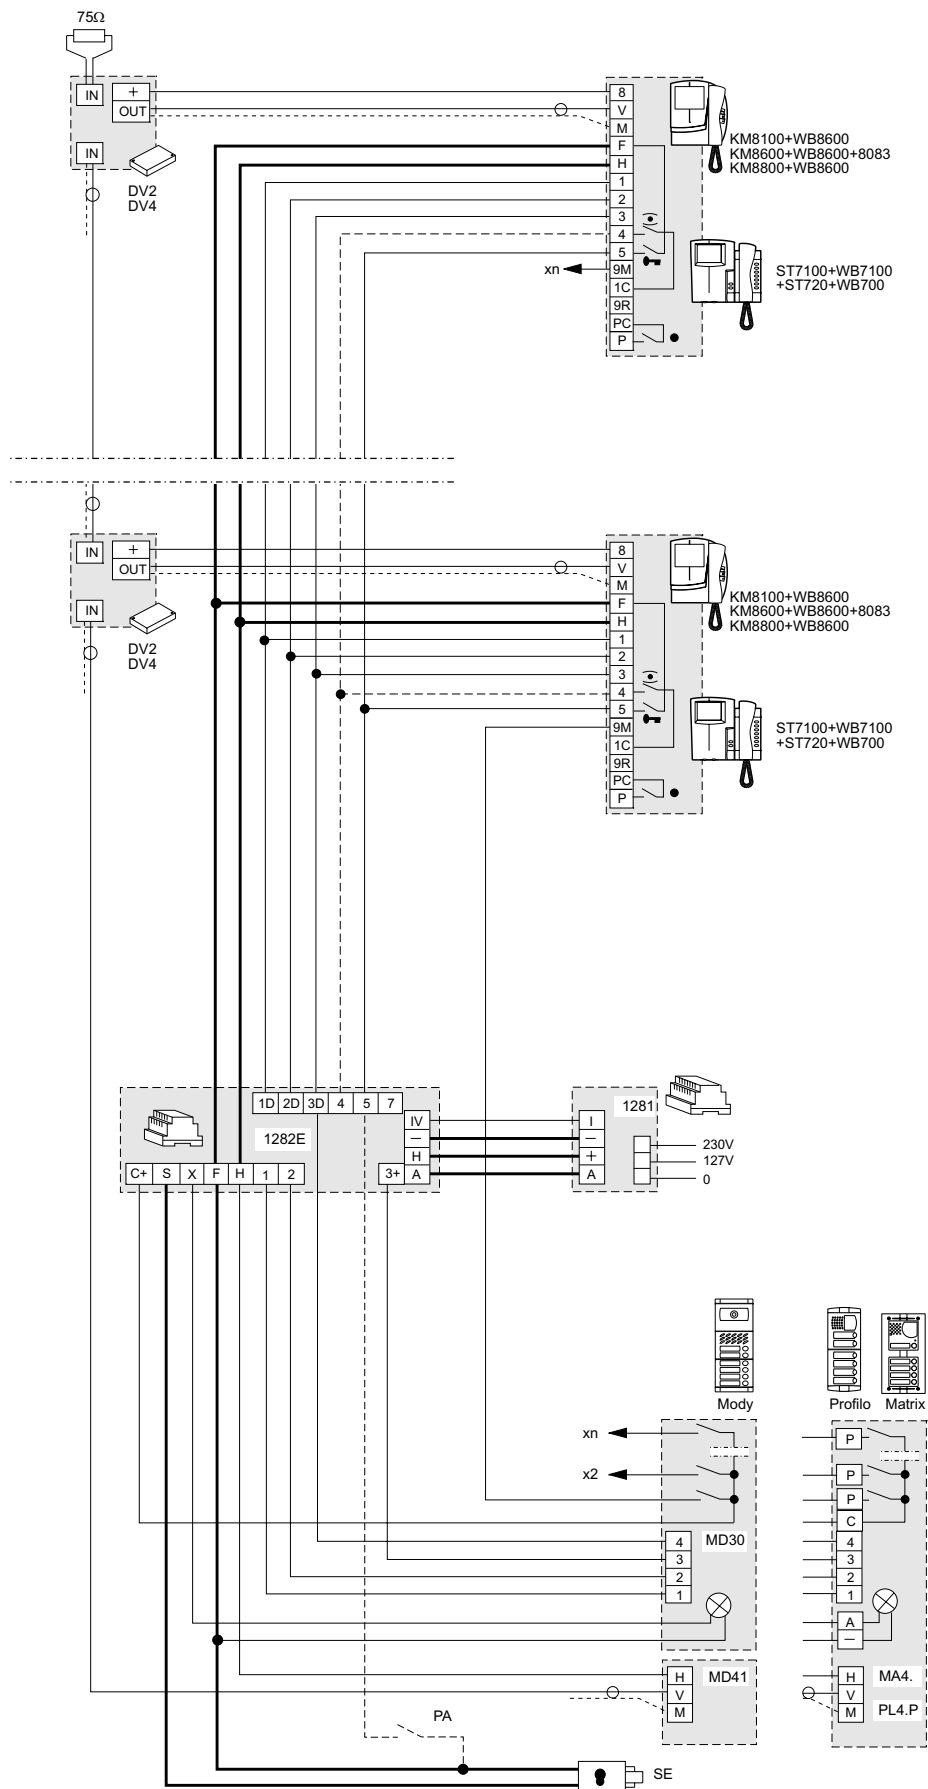 75Ω
IN
+
OUT
IN
DV2
DV4
8
V
M
F
H
1
2
3
4
5
9M
1C
9R
PC
P
xn
KM8100+WB8600
KM8600+WB8600+8083
KM8800+WB8600
ST7100+WB7100
+ST720+WB700
IN
+
OUT
IN
DV2
DV4
8
V
M
F
H
1
2
3
4
5
9M
1C
9R
PC
P
KM8100+WB8600
KM8600+WB8600+8083
KM8800+WB8600
ST7100+WB7100
+ST720+WB700
1D 2D 3D 4 5 7
1282E
IV
–
H
3+ A
C+ S X F H 1 2
1281
I
–
+
A
230V
127V
0
Mody
Profilo
Matrix
xn
x2
MD30
4
3
2
1
P
P
P
C
4
3
2
1
A
–
MD41
H
V
M
H
V
M
MA4.
PL4.P
PA
SE